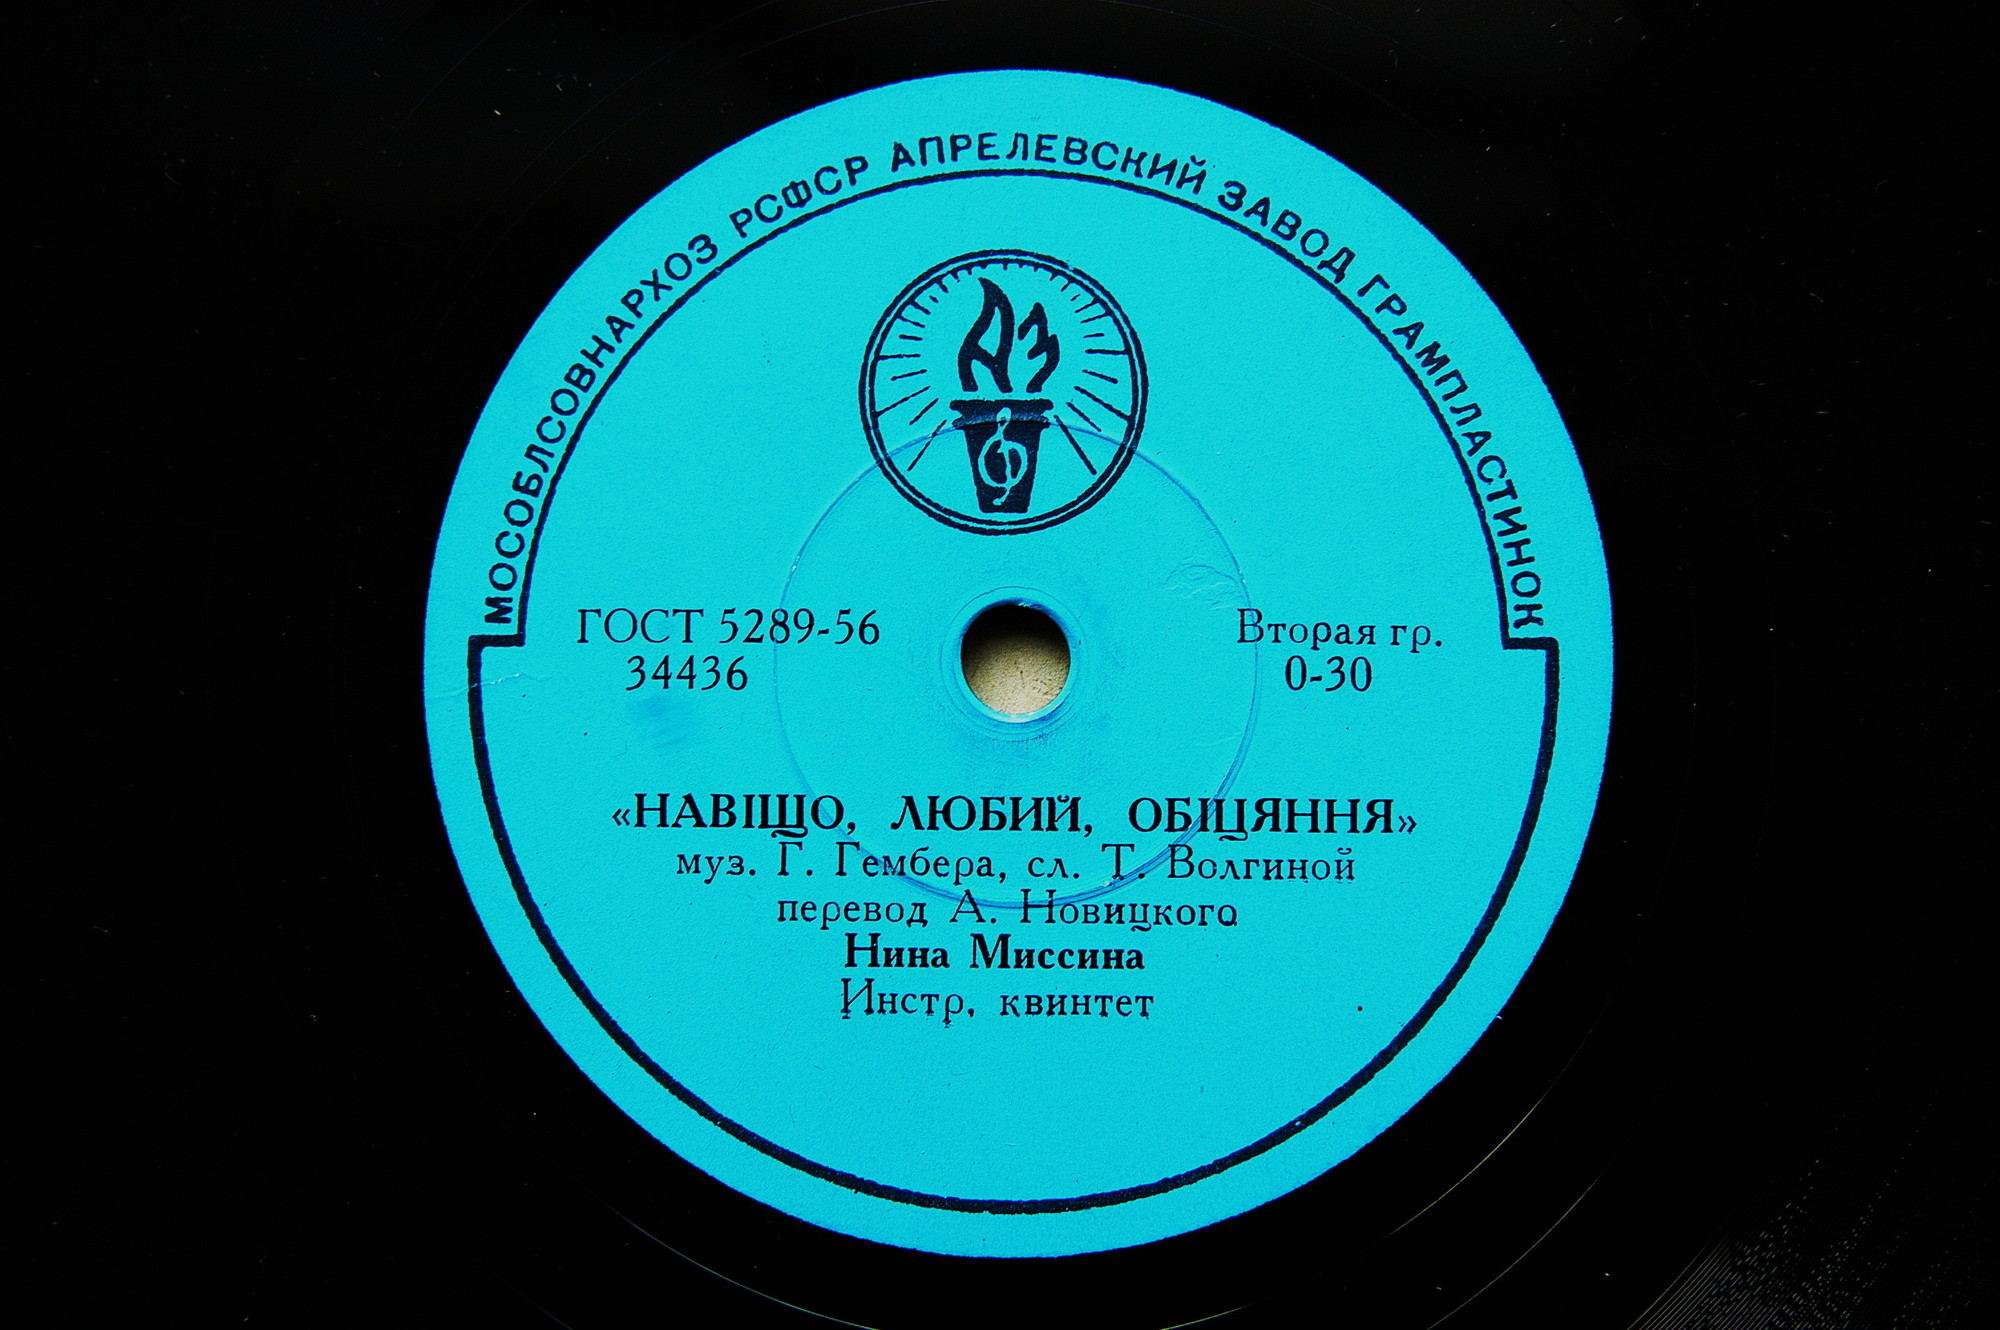 МОСОБЛСОВНАРХОЗ РСФСР АПРЕЛЕВСКИЙ ЗАВОД ГРАМПЛАСТИНОК
АЗ
ГОСТ 5289-56
34436
Вторая гр.
0-30
«НАВІЩО, ЛЮБИЙ, ОБІЦЯННЯ»
муз. Г. Гембера, сл. Т. Волгиной
перевод А. Новицкого
Нина Миссина
Инстр. квинтет